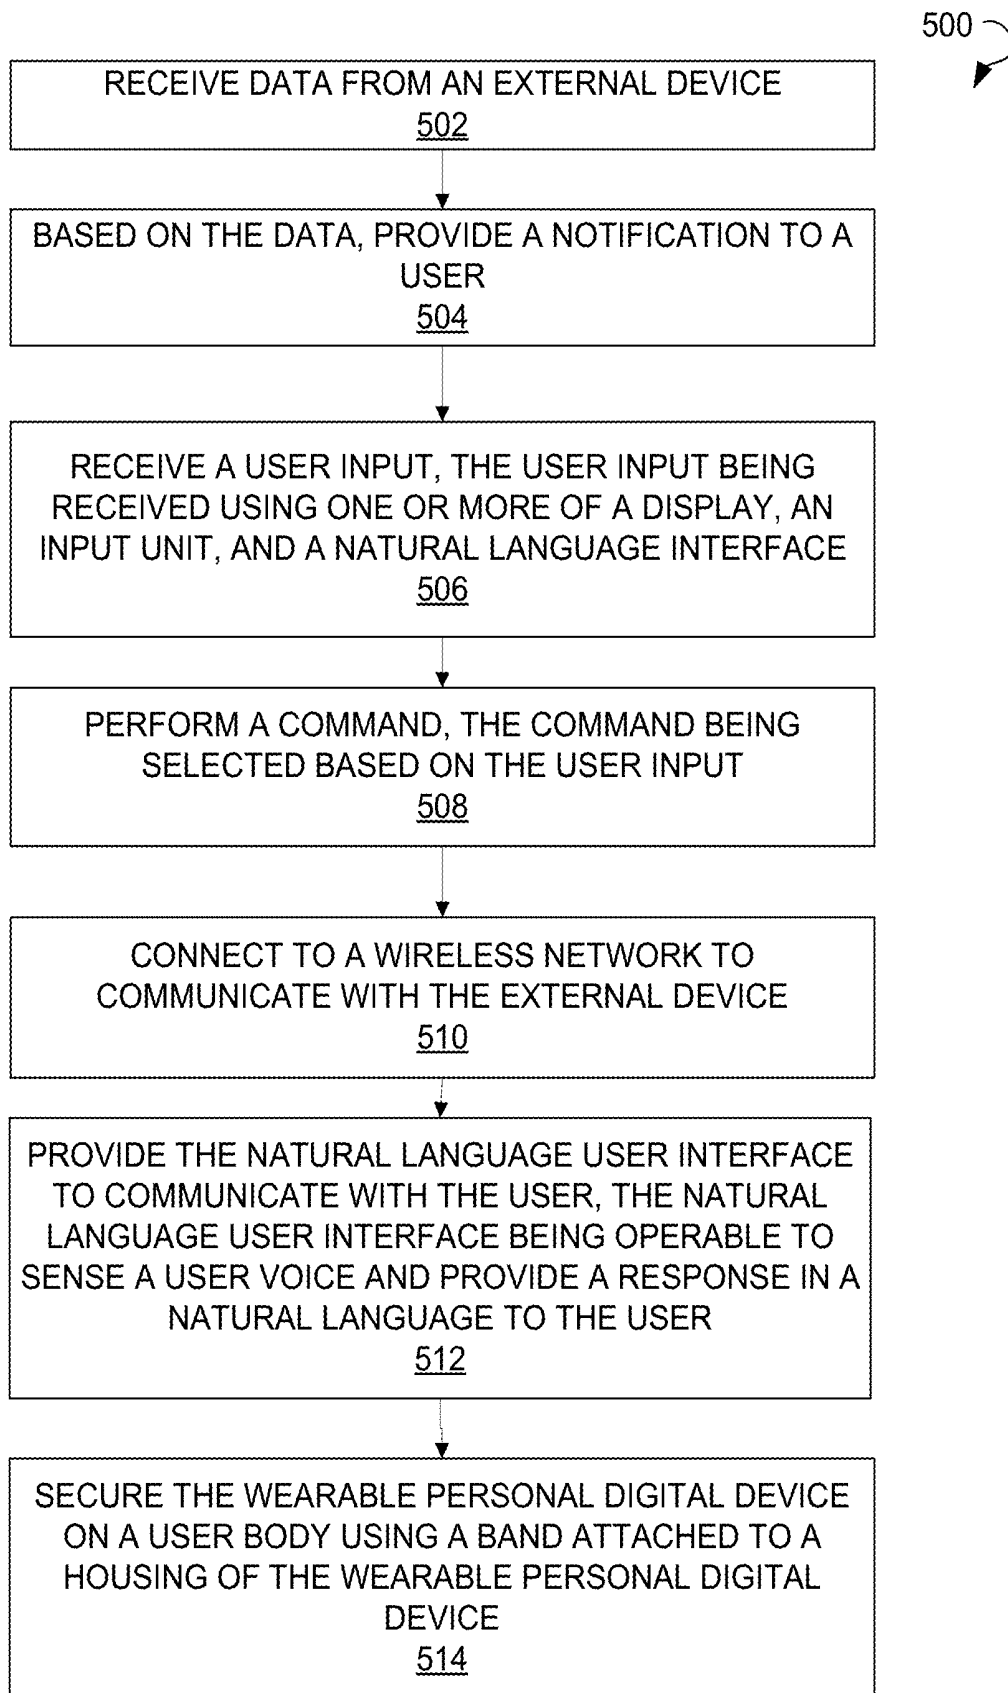 500
RECEIVE DATA FROM AN EXTERNAL DEVICE
502
BASED ON THE DATA, PROVIDE A NOTIFICATION TO A
USER
504
RECEIVE A USER INPUT, THE USER INPUT BEING
RECEIVED USING ONE OR MORE OF A DISPLAY, AN
INPUT UNIT, AND A NATURAL LANGUAGE INTERFACE
506
PERFORM A COMMAND, THE COMMAND BEING
SELECTED BASED ON THE USER INPUT
508
CONNECT TO A WIRELESS NETWORK TO
COMMUNICATE WITH THE EXTERNAL DEVICE
510
PROVIDE THE NATURAL LANGUAGE USER INTERFACE
TO COMMUNICATE WITH THE USER, THE NATURAL
LANGUAGE USER INTERFACE BEING OPERABLE TO
SENSE A USER VOICE AND PROVIDE A RESPONSE IN A
NATURAL LANGUAGE TO THE USER
512
SECURE THE WEARABLE PERSONAL DIGITAL DEVICE
ON A USER BODY USING A BAND ATTACHED TO A
HOUSING OF THE WEARABLE PERSONAL DIGITAL
DEVICE
514